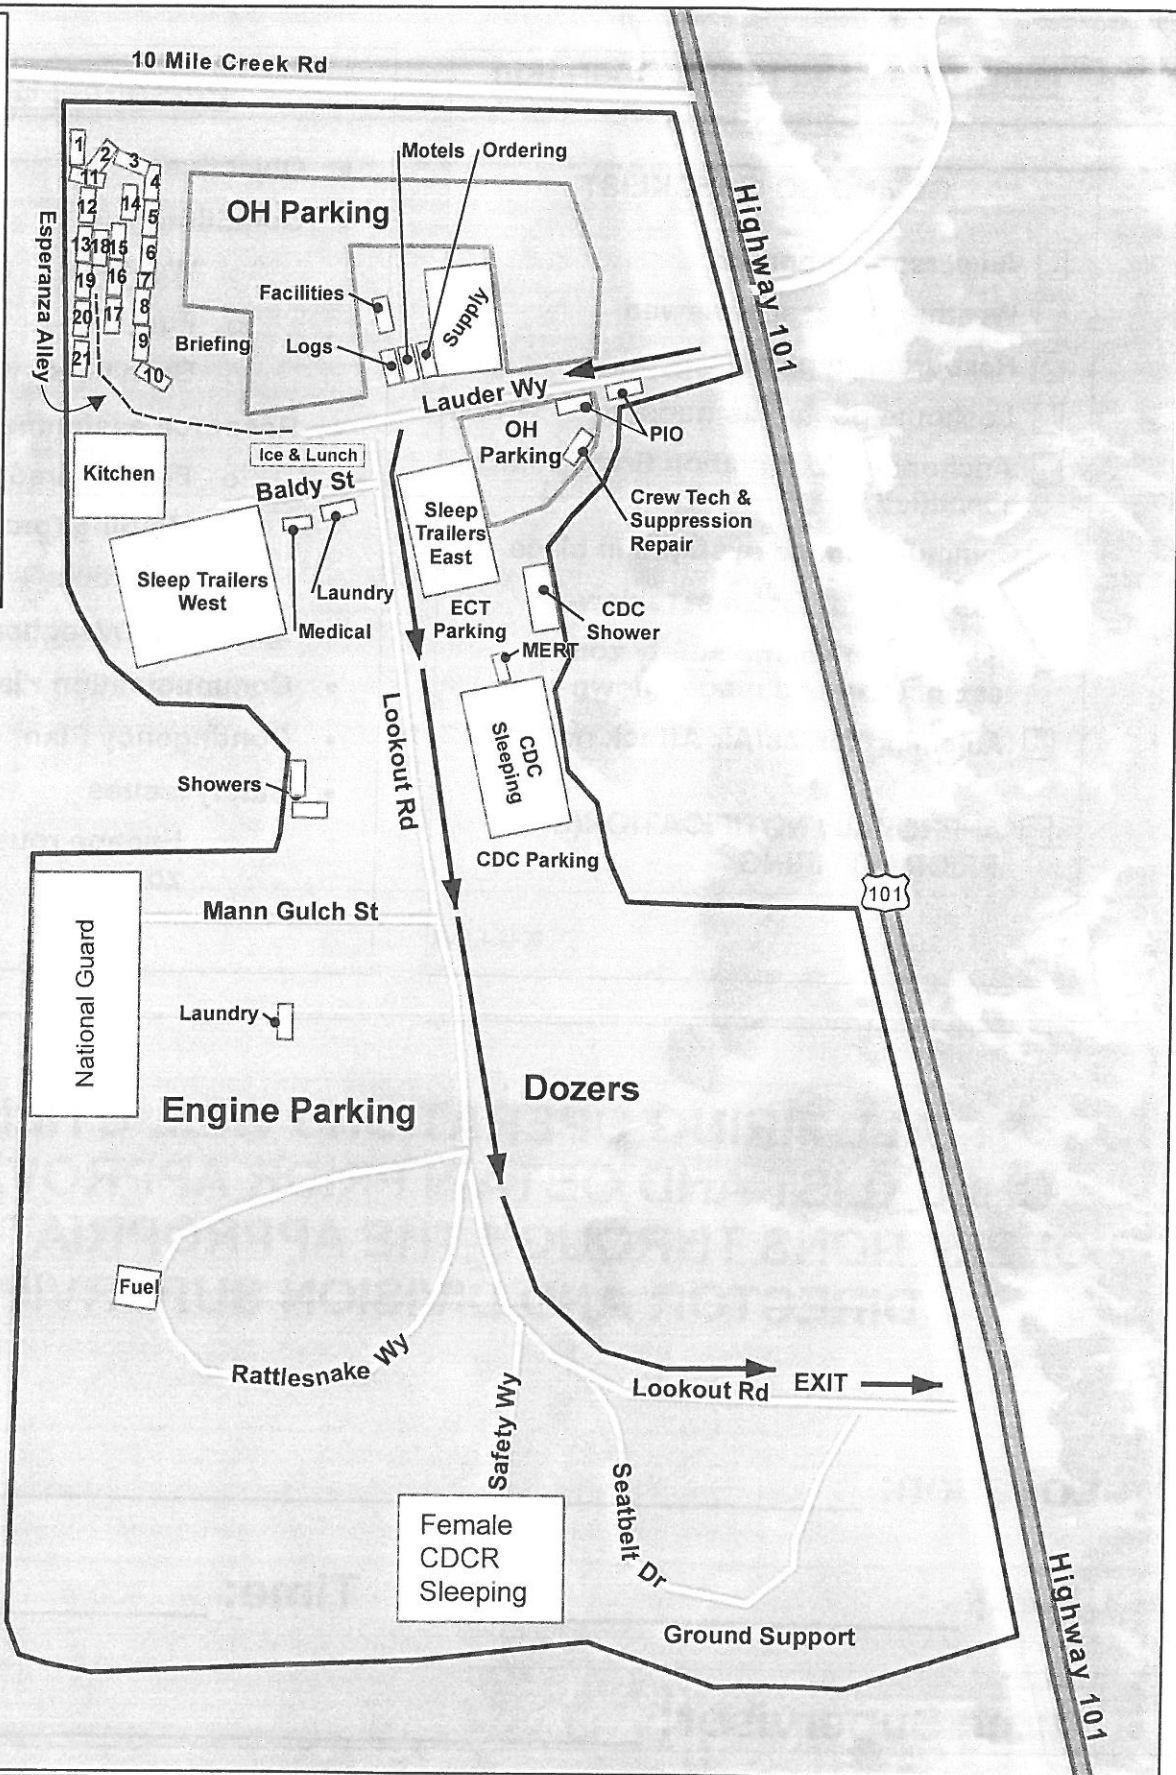 10 Mile Creek Rd
Highway 101
1
2
3
11
4
12
14
5
13
18
15
6
19
16
7
20
17
8
21
9
10
Esperanza Alley
OH Parking
Motels
Ordering
Facilities
Logs
Supply
Briefing
Lauder Wy
OH
Parking
PIO
Crew Tech &
Suppression
Repair
Kitchen
Ice & Lunch
Baldy St
Sleep
Trailers
East
Sleep Trailers
West
Laundry
Medical
ECT
Parking
CDC
Shower
MERT
CDC
Sleeping
Lookout Rd
Showers
CDC Parking
101
Mann Gulch St
National Guard
Laundry
Engine Parking
Dozers
Fuel
Rattlesnake Wy
Lookout Rd
EXIT
Safety Wy
Seatbelt Dr
Female
CDCR
Sleeping
Ground Support
Highway 101